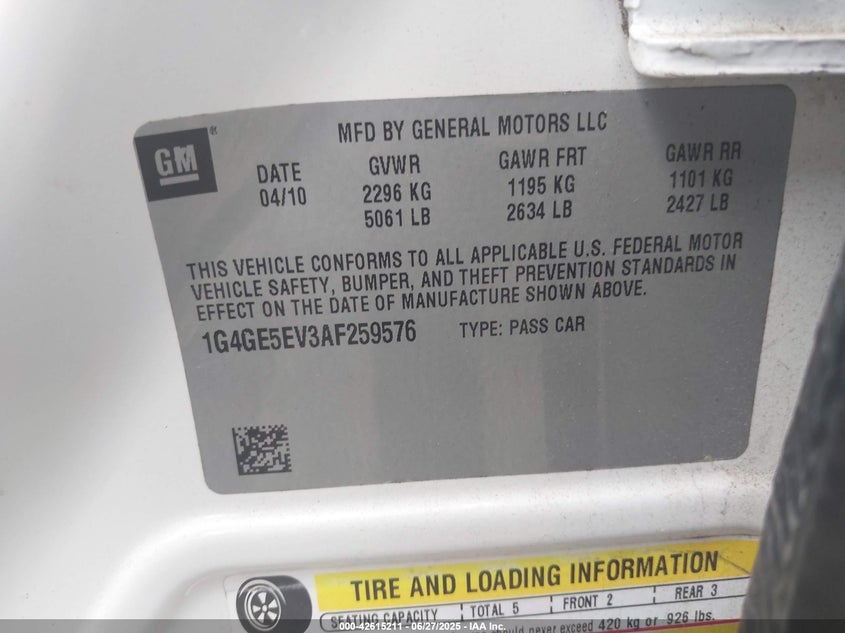 GM®
MFD BY GENERAL MOTORS LLC
DATE GVWR GAWR FRT GAWR RR
04/10 2296 KG 1195 KG 1101 KG
5061 LB 2634 LB 2427 LB
THIS VEHICLE CONFORMS TO ALL APPLICABLE U.S. FEDERAL MOTOR
VEHICLE SAFETY, BUMPER, AND THEFT PREVENTION STANDARDS IN
EFFECT ON THE DATE OF MANUFACTURE SHOWN ABOVE.
1G4GE5EV3AF259576 TYPE: PASS CAR
TIRE AND LOADING INFORMATION
SEATING CAPACITY TOTAL 5 FRONT 2 REAR 3
should never exceed 420 kg or 926 lbs.
000-42615211 - 06/27/2025 - IAA Inc.